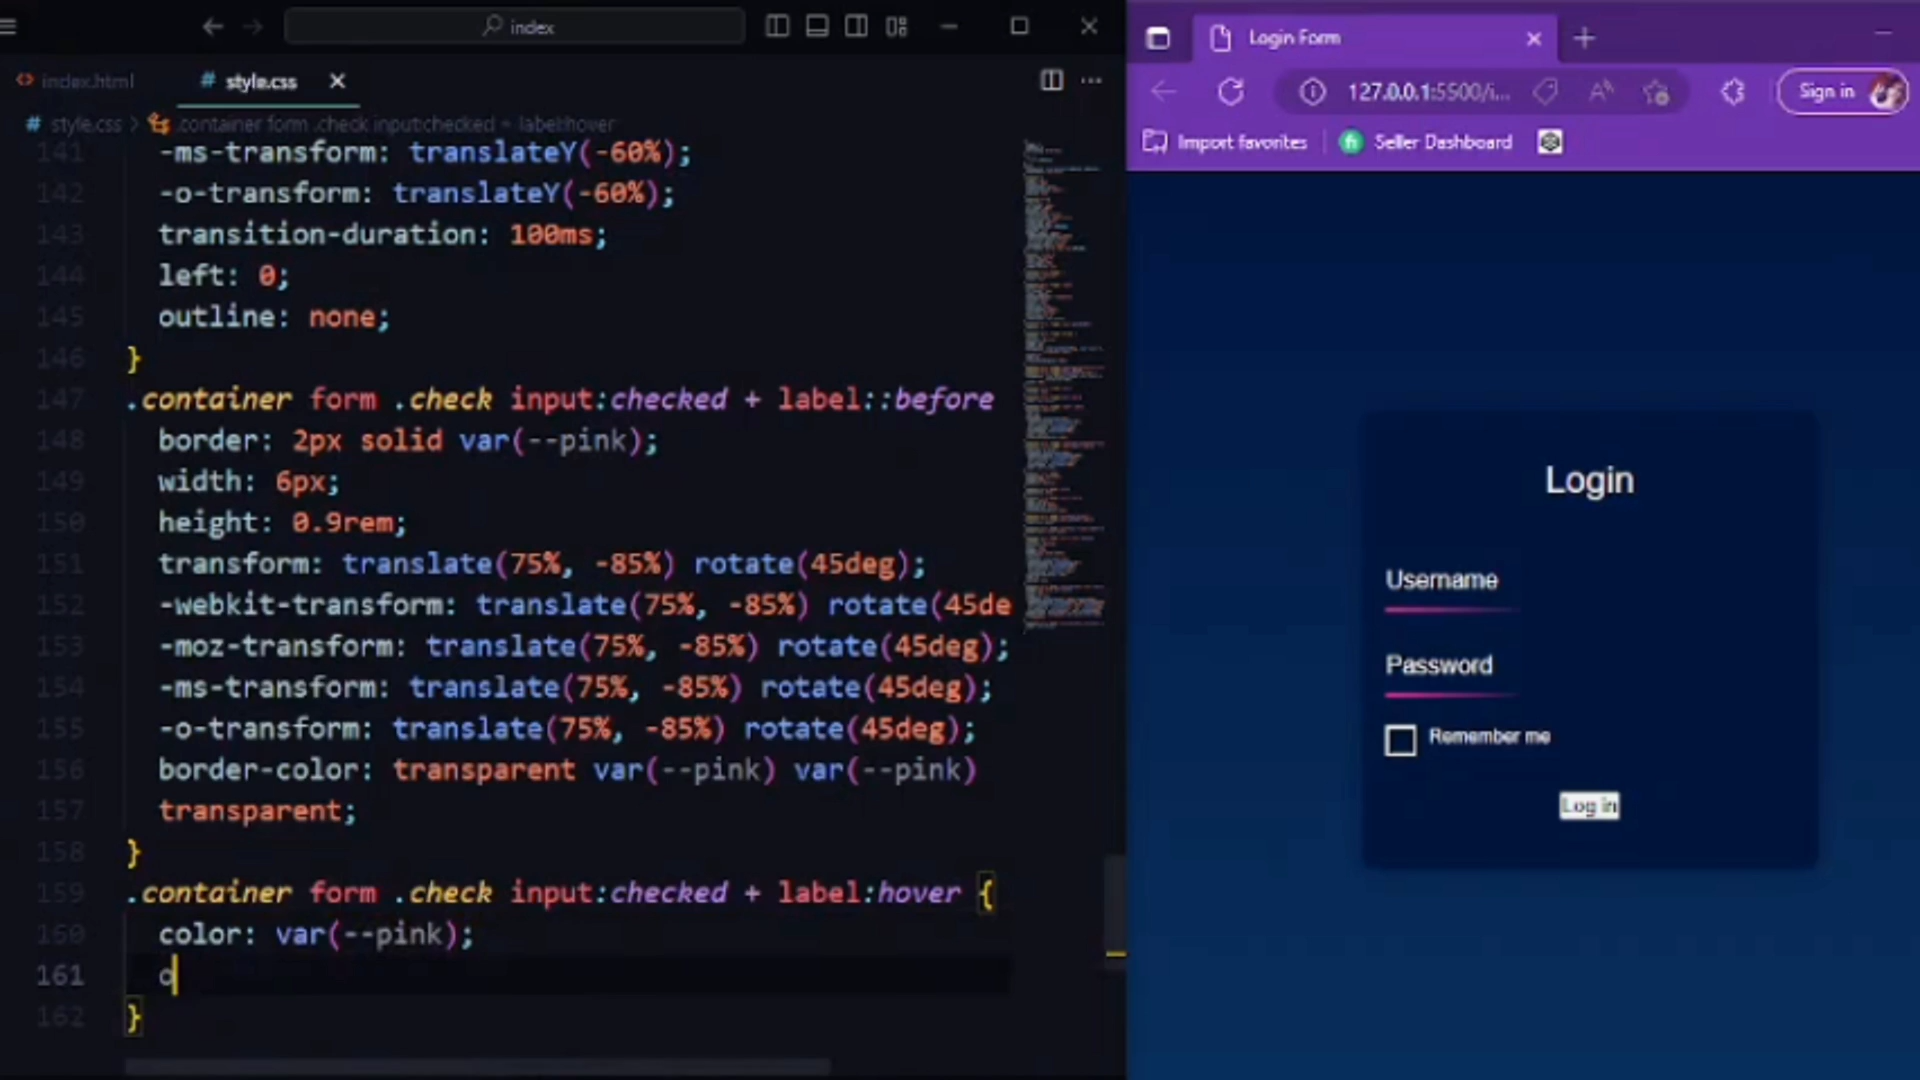 index
index.html
# style.css
# style.css > .container form .check input:checked + label:hover
141 -ms-transform: translateY(-60%);
142 -o-transform: translateY(-60%);
143 transition-duration: 100ms;
144 left: 0;
145 outline: none;
146 }
147 .container form .check input:checked + label::before
148 border: 2px solid var(--pink);
149 width: 6px;
150 height: 0.9rem;
151 transform: translate(75%, -85%) rotate(45deg);
152 -webkit-transform: translate(75%, -85%) rotate(45de
153 -moz-transform: translate(75%, -85%) rotate(45deg);
154 -ms-transform: translate(75%, -85%) rotate(45deg);
155 -o-transform: translate(75%, -85%) rotate(45deg);
156 border-color: transparent var(--pink) var(--pink)
157 transparent;
158 }
159 .container form .check input:checked + label:hover {
150 color: var(--pink);
161 o
162 }
Login Form
127.0.0.1:5500/i...
Sign in
Import favorites
Seller Dashboard
Login
Username
Password
Remember me
Log in